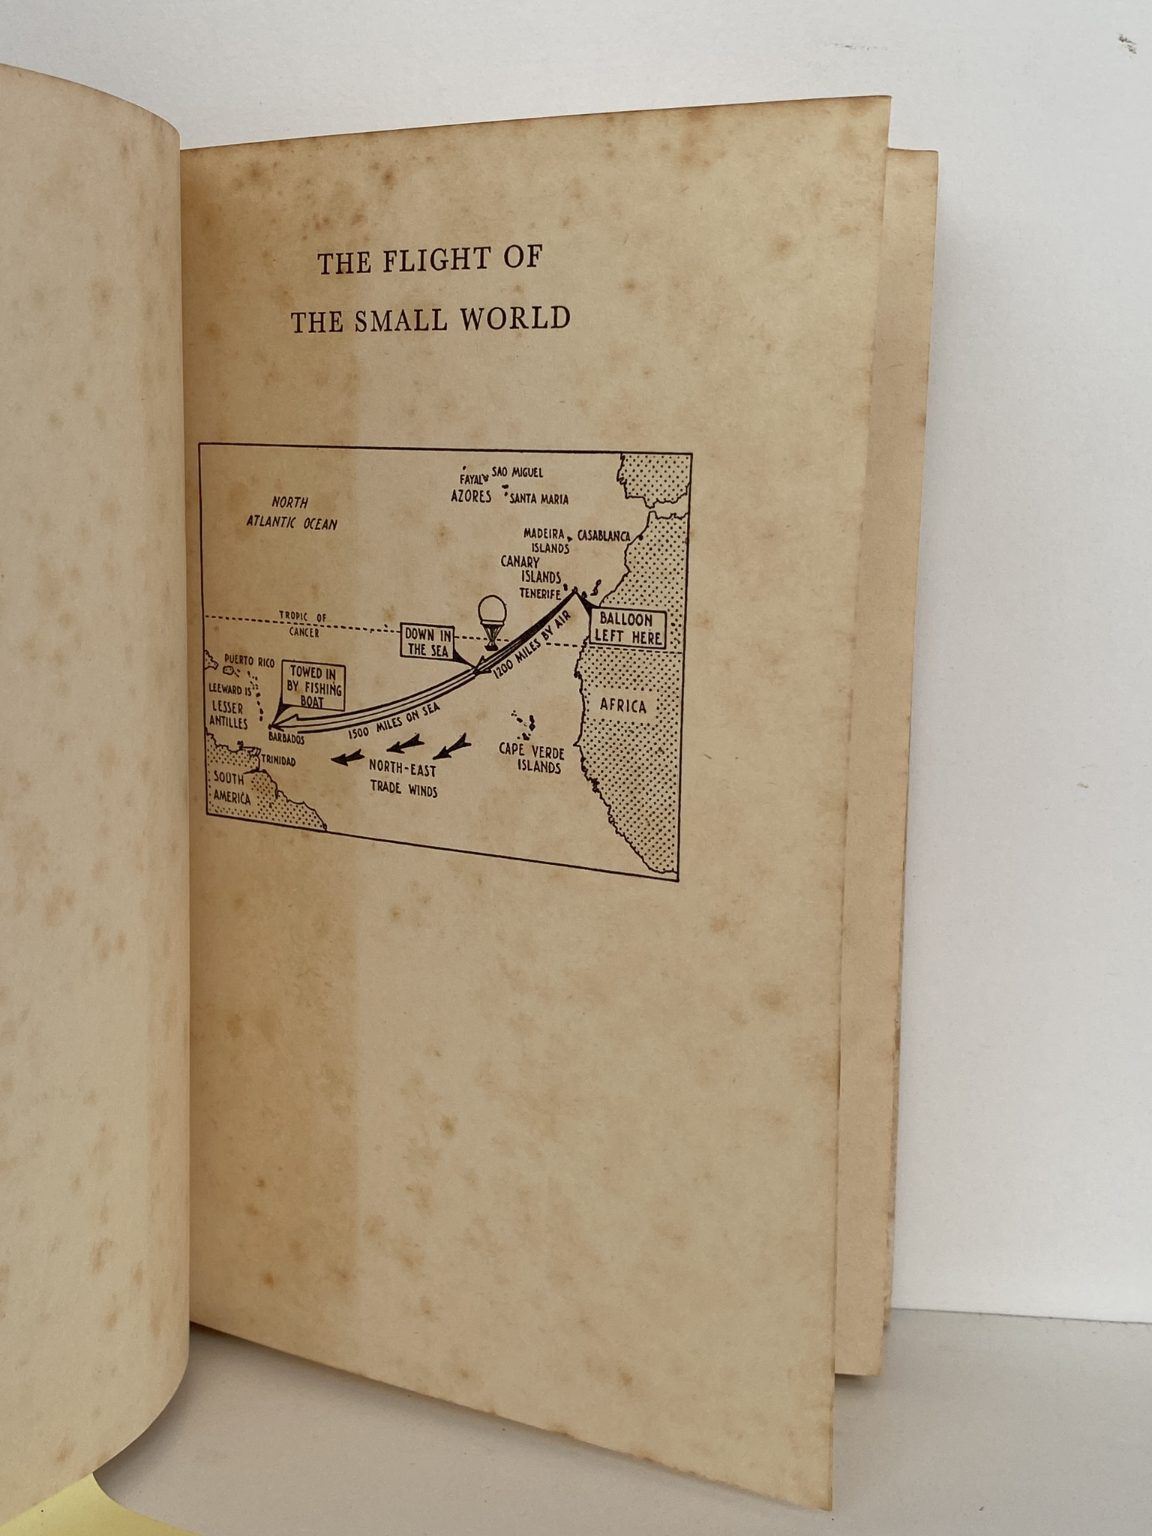 THE FLIGHT OF
THE SMALL WORLD
FAYAL
SAO MIGUEL
AZORES
SANTA MARIA
NORTH
ATLANTIC OCEAN
MADEIRA
ISLANDS
CASABLANCA
CANARY
ISLANDS
TENERIFE
BALLOON
LEFT HERE
TROPIC OF
CANCER
DOWN IN
THE SEA
1200 MILES BY AIR
PUERTO RICO
TOWED IN
BY FISHING
BOAT
LEEWARD IS
LESSER
ANTILLES
AFRICA
1500 MILES ON SEA
BARBADOS
CAPE VERDE
ISLANDS
TRINIDAD
NORTH-EAST
TRADE WINDS
SOUTH
AMERICA